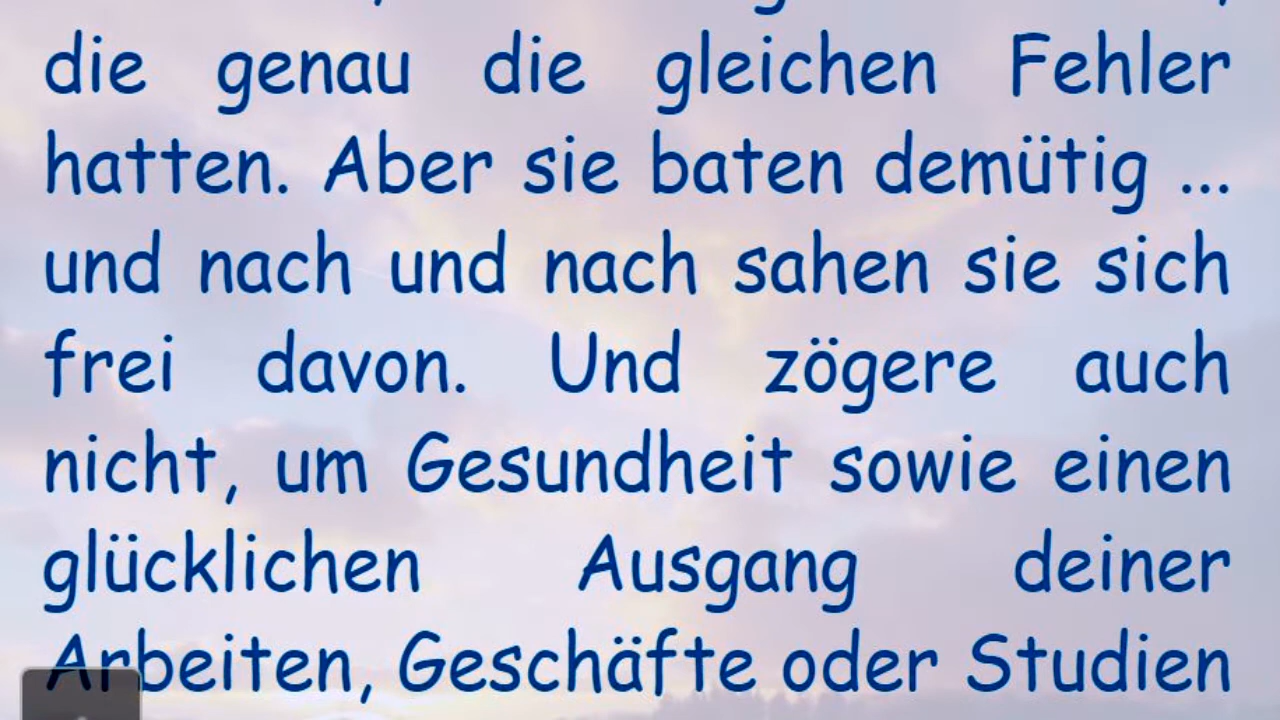 die genau die gleichen Fehler
hatten. Aber sie baten demütig ...
und nach und nach sahen sie sich
frei davon. Und zögere auch
nicht, um Gesundheit sowie einen
glücklichen Ausgang deiner
Arbeiten, Geschäfte oder Studien